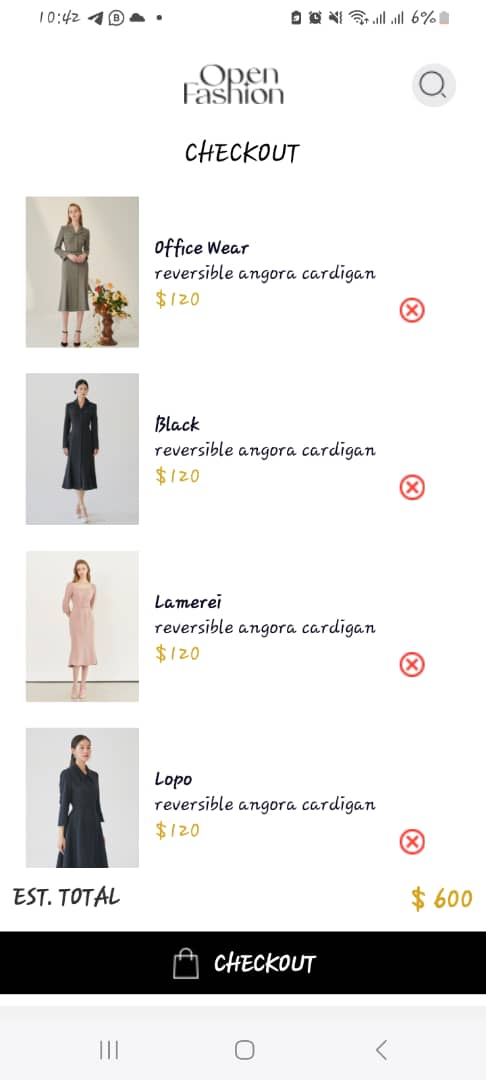 10:42
6%
Open
Fashion
CHECKOUT
Office Wear
reversible angora cardigan
$120
Black
reversible angora cardigan
$120
Lamerei
reversible angora cardigan
$120
Lopo
reversible angora cardigan
$120
EST. TOTAL
$ 600
CHECKOUT